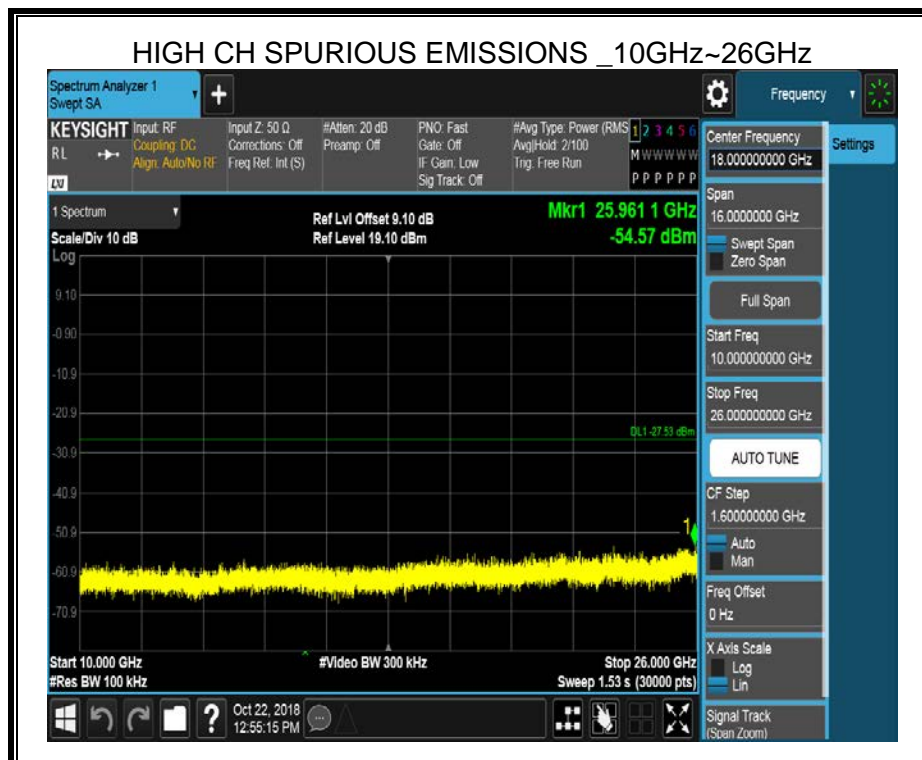 HIGH CH SPURIOUS EMISSIONS _10GHz~26GHz
Spectrum Analyzer 1
Swept SA
+
Frequency
KEYSIGHT
RL
LXI
Input: RF
Coupling: DC
Align: Auto/No RF
Input Z: 50 Ω
Corrections: Off
Freq Ref: Int (S)
#Atten: 20 dB
Preamp: Off
PNO: Fast
Gate: Off
IF Gain: Low
Sig Track: Off
#Avg Type: Power (RMS
Avg|Hold: 2/100
Trig: Free Run
1 2 3 4 5 6
M W W W W W
P P P P P P
1 Spectrum
Scale/Div 10 dB
Ref Lvl Offset 9.10 dB
Ref Level 19.10 dBm
Mkr1 25.961 1 GHz
-54.57 dBm
Log
9.10
-0.90
-10.9
-20.9
-30.9
-40.9
-50.9
-60.9
-70.9
DL1 -27.53 dBm
1
Start 10.000 GHz
#Res BW 100 kHz
#Video BW 300 kHz
Stop 26.000 GHz
Sweep 1.53 s (30000 pts)
Center Frequency
18.000000000 GHz
Span
16.0000000 GHz
Swept Span
Zero Span
Full Span
Start Freq
10.000000000 GHz
Stop Freq
26.000000000 GHz
AUTO TUNE
CF Step
1.600000000 GHz
Auto
Man
Freq Offset
0 Hz
X Axis Scale
Log
Lin
Signal Track
(Span Zoom)
Settings
?
Oct 22, 2018
12:55:15 PM